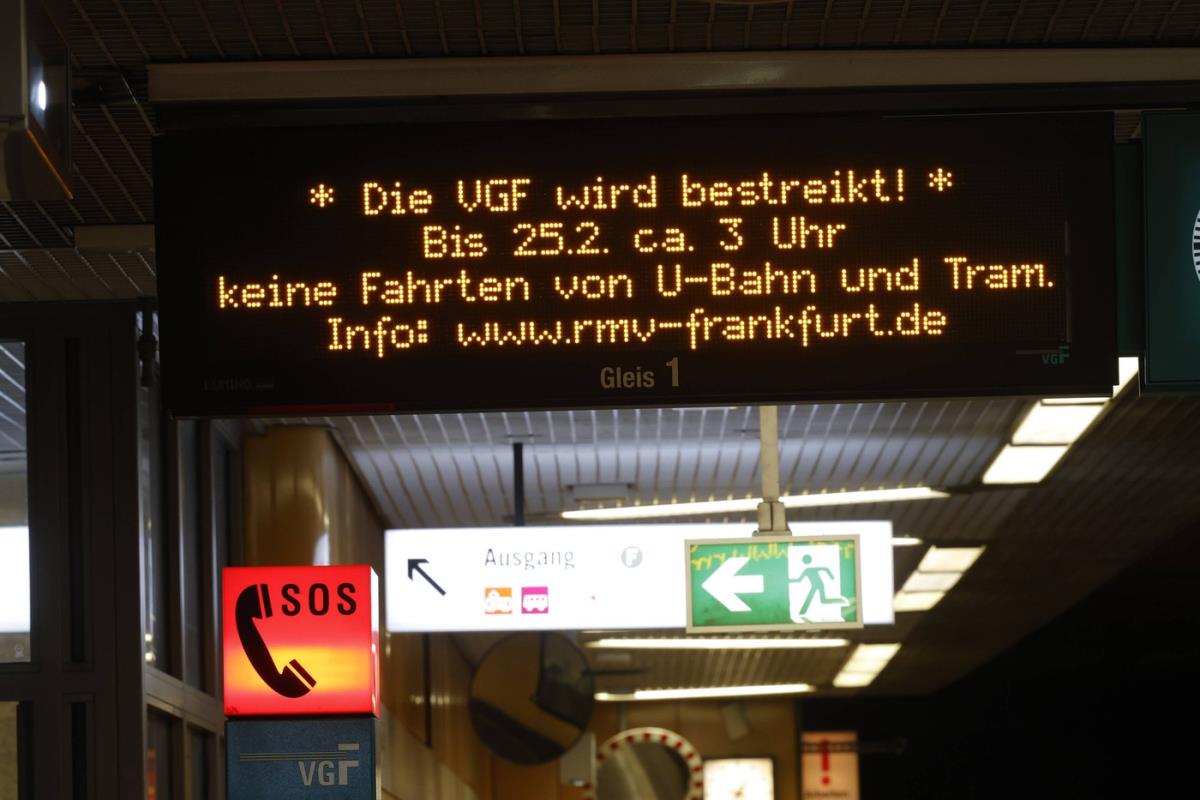 * Die VGF wird bestreikt! *
Bis 25.2. ca. 3 Uhr
keine Fahrten von U-Bahn und Tram.
Info: www.rmv-frankfurt.de
VGF
Gleis 1
Ausgang F
SOS
VGF